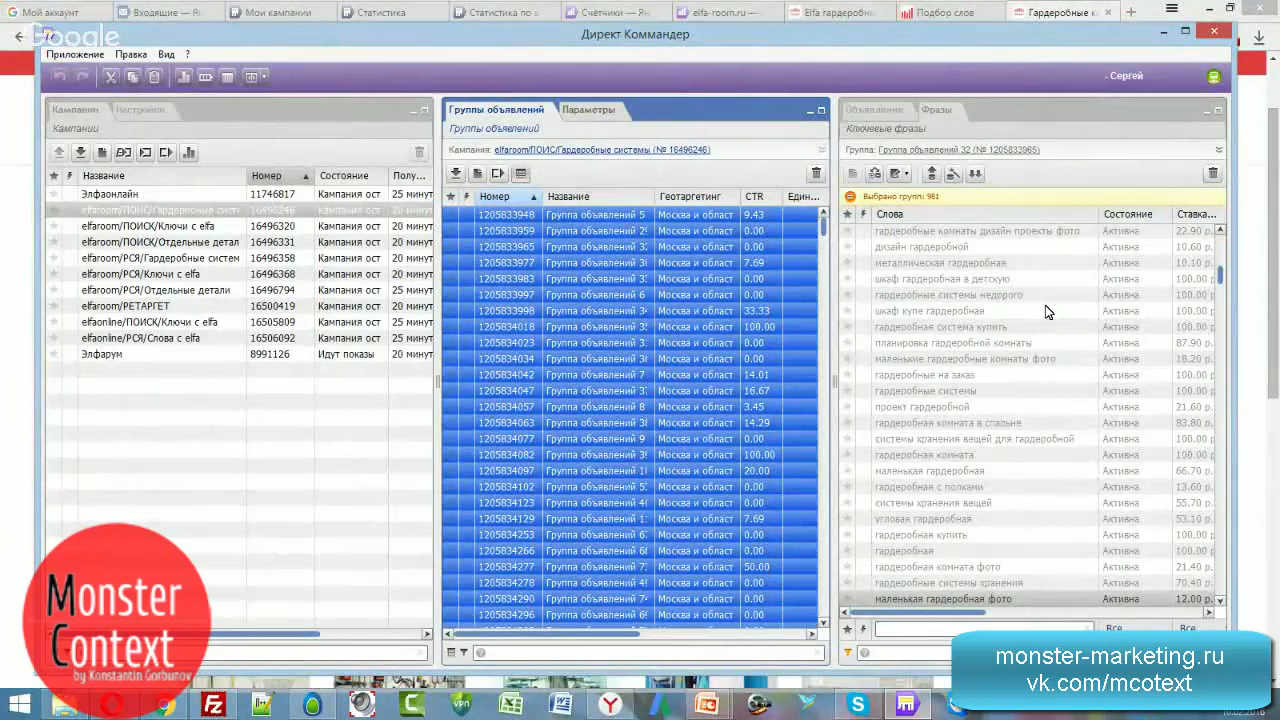 Мой аккаунт
Входящие — Ян
Мои кампании
Статистика
Статистика по с
Счётчики — Ян
elfa-room.ru —
Elfa гардеробн
Подбор слов
Гардеробные к
Google
Директ Коммандер
Приложение Правка Вид ?
- Сергей
Кампании Настройки
Кампании
Название Номер Состояние Полу...
Элфаонлайн 11746817 Кампания ост 25 минут
elfaroom/ПОИС/Гардеробные систе 16496246 Кампания ост 20 минут
elfaroom/ПОИСК/Ключи с elfa 16496320 Кампания ост 20 минут
elfaroom/ПОИСК/Отдельные детал 16496331 Кампания ост 20 минут
elfaroom/РСЯ/Гардеробные систем 16496358 Кампания ост 20 минут
elfaroom/РСЯ/Ключи с elfa 16496368 Кампания ост 20 минут
elfaroom/РСЯ/Отдельные детали 16496794 Кампания ост 25 минут
elfaroom/РЕТАРГЕТ 16500419 Кампания ост 20 минут
elfaonline/ПОИСК/Ключи с elfa 16505809 Кампания ост 25 минут
elfaonline/РСЯ/Слова с elfa 16506092 Кампания ост 25 минут
Элфарум 8991126 Идут показы 20 минут
Группы объявлений Параметры
Группы объявлений
Кампания: elfaroom/ПОИС/Гардеробные системы (№ 16496246)
Номер Название Геотаргетинг CTR Един...
1205833948 Группа объявлений 5 Москва и област 9.43
1205833959 Группа объявлений 29 Москва и област 0.00
1205833965 Группа объявлений 32 Москва и област 0.00
1205833977 Группа объявлений 30 Москва и област 7.69
1205833983 Группа объявлений 33 Москва и област 0.00
1205833997 Группа объявлений 6 Москва и област 0.00
1205833998 Группа объявлений 34 Москва и област 33.33
1205834018 Группа объявлений 35 Москва и област 100.00
1205834023 Группа объявлений 3 Москва и област 0.00
1205834034 Группа объявлений 3 Москва и област 0.00
1205834042 Группа объявлений 7 Москва и област 14.01
1205834047 Группа объявлений 37 Москва и област 16.67
1205834057 Группа объявлений 8 Москва и област 3.45
1205834063 Группа объявлений 38 Москва и област 14.29
1205834077 Группа объявлений 9 Москва и област 0.00
1205834082 Группа объявлений 39 Москва и област 100.00
1205834097 Группа объявлений 10 Москва и област 20.00
1205834102 Группа объявлений 5 Москва и област 0.00
1205834123 Группа объявлений 4 Москва и област 0.00
1205834129 Группа объявлений 1 Москва и област 7.69
1205834253 Группа объявлений 6 Москва и област 0.00
1205834266 Группа объявлений 6 Москва и област 0.00
1205834277 Группа объявлений 7 Москва и област 50.00
1205834278 Группа объявлений 4 Москва и област 0.00
1205834290 Группа объявлений 7 Москва и област 0.00
1205834296 Группа объявлений Москва и област 0.00
Объявления Фразы
Ключевые фразы
Группа: Группа объявлений 32 (№ 1205833965)
Выбрано групп: 981
Слова Состояние Ставка...
гардеробные комнаты дизайн проекты фото Активна 22.90 р.
дизайн гардеробной Активна 10.60 р.
металлическая гардеробная Активна 10.10 р.
шкаф гардеробная в детскую Активна 100.00 р
гардеробные системы недорого Активна 100.00 р
шкаф купе гардеробная Активна 100.00 р
гардеробная система купить Активна 100.00 р
планировка гардеробной комнаты Активна 87.90 р.
маленькие гардеробные комнаты фото Активна 18.20 р.
гардеробные на заказ Активна 100.00 р
гардеробные системы Активна 100.00 р
проект гардеробной Активна 21.60 р.
гардеробная комната в спальне Активна 83.80 р.
системы хранения вещей для гардеробной Активна 100.00 р
гардеробная комната Активна 100.00 р
маленькая гардеробная Активна 66.70 р.
гардеробная с полками Активна 13.60 р.
системы хранения вещей Активна 55.70 р.
угловая гардеробная Активна 53.10 р.
гардеробная купить Активна 100.00 р
гардеробная Активна 100.00 р
гардеробная комната фото Активна 21.40 р.
гардеробные системы хранения Активна 70.40 р.
маленькая гардеробная фото Активна 12.00 р.
Все Все
Monster
Context
by Konstantin Gorbunov
monster-marketing.ru
vk.com/mcotext
10.02.2016